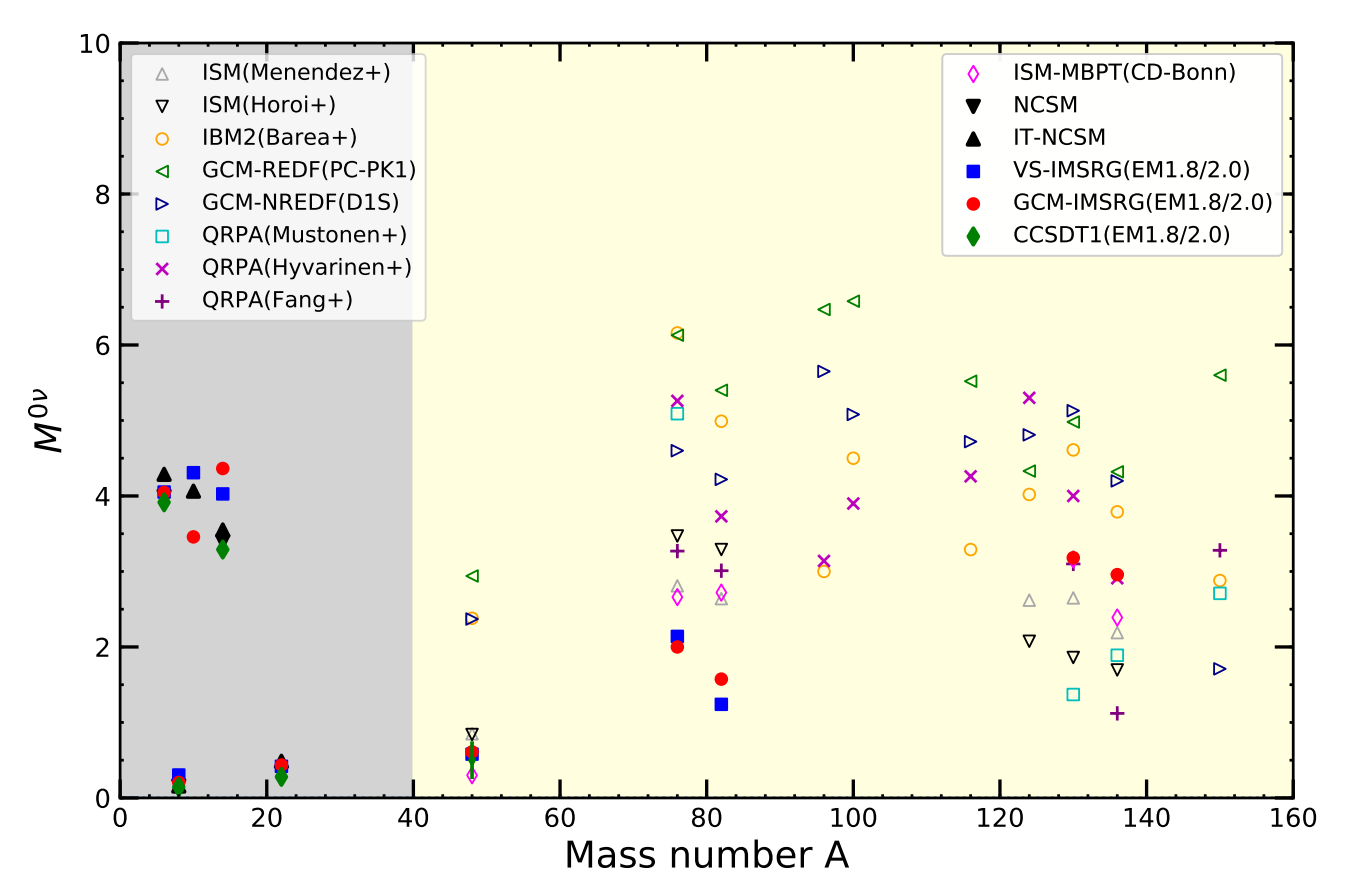 10
8
6
4
2
0
M⁰ᵛ
ISM(Menendez+)
ISM(Horoi+)
IBM2(Barea+)
GCM-REDF(PC-PK1)
GCM-NREDF(D1S)
QRPA(Mustonen+)
QRPA(Hyvarinen+)
QRPA(Fang+)
ISM-MBPT(CD-Bonn)
NCSM
IT-NCSM
VS-IMSRG(EM1.8/2.0)
GCM-IMSRG(EM1.8/2.0)
CCSDT1(EM1.8/2.0)
0 20 40 60 80 100 120 140 160
Mass number A